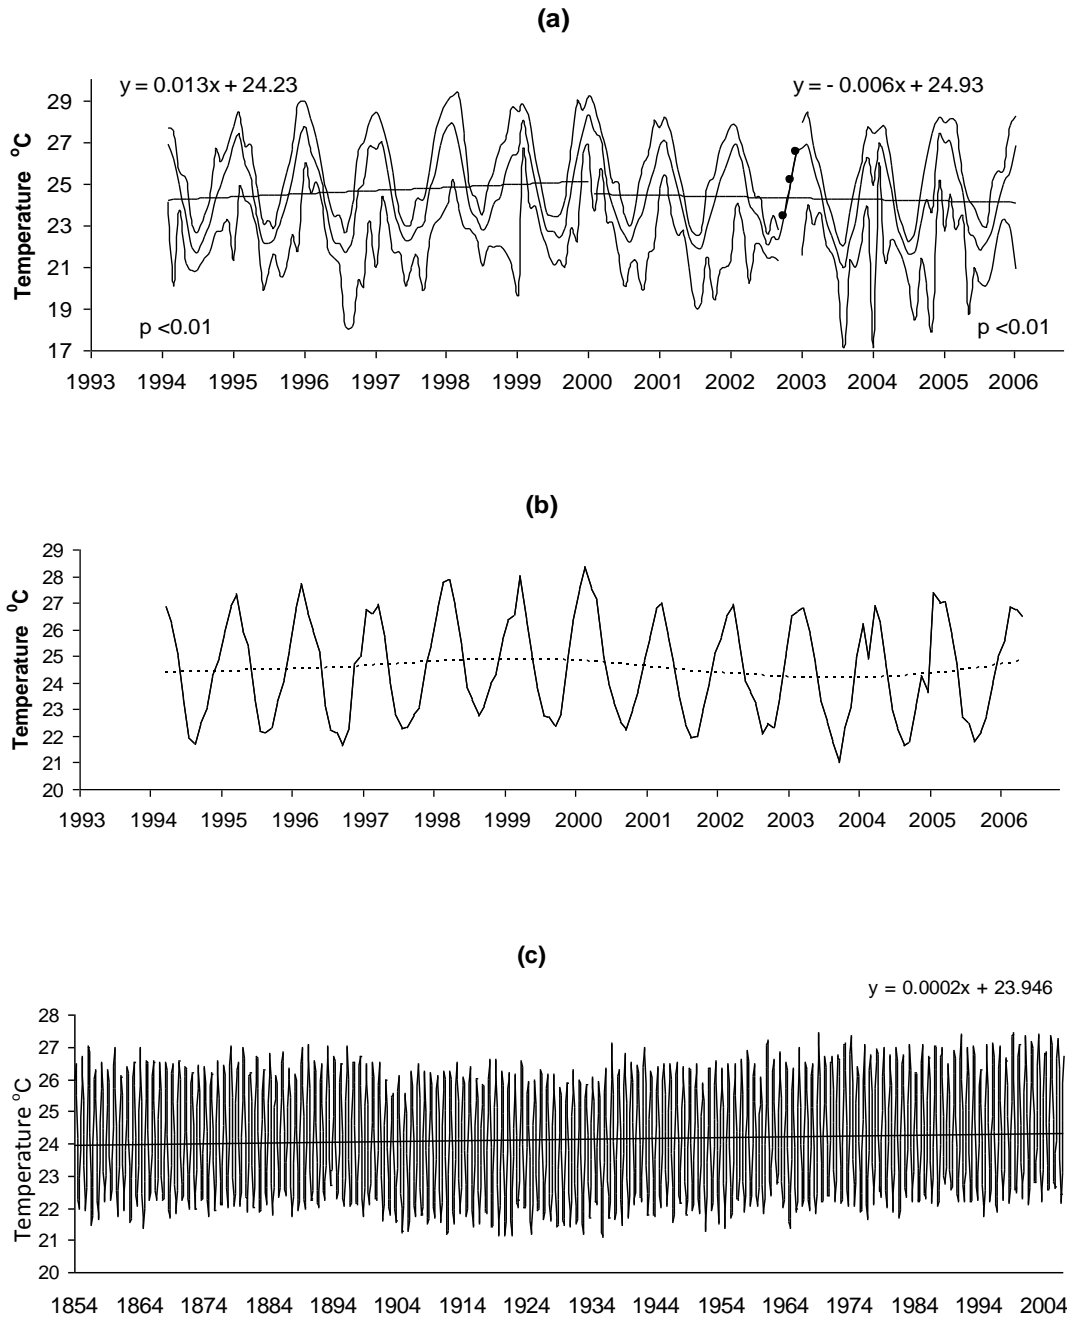 (a)
y = 0.013x + 24.23
y = - 0.006x + 24.93
Temperature °C
29
27
25
23
21
19
17
p <0.01
p <0.01
1993 1994 1995 1996 1997 1998 1999 2000 2001 2002 2003 2004 2005 2006
(b)
Temperature ⁰C
29
28
27
26
25
24
23
22
21
20
1993 1994 1995 1996 1997 1998 1999 2000 2001 2002 2003 2004 2005 2006
(c)
y = 0.0002x + 23.946
Temperature °C
28
27
26
25
24
23
22
21
20
1854 1864 1874 1884 1894 1904 1914 1924 1934 1944 1954 1964 1974 1984 1994 2004